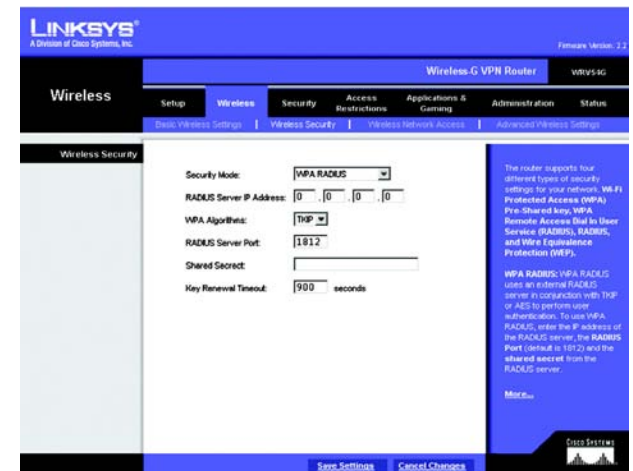 LINKSYS®
A Division of Cisco Systems, Inc.
Firmware Version: 2.2
Wireless-G VPN Router
WRV54G
Wireless
Setup
Wireless
Security
Access
Restrictions
Applications &
Gaming
Administration
Status
Basic Wireless Settings | Wireless Security | Wireless Network Access | Advanced Wireless Settings
Wireless Security
Security Mode: WPA RADIUS
RADIUS Server IP Address: 0 . 0 . 0 . 0
WPA Algorithms: TKIP
RADIUS Server Port: 1812
Shared Secrect:
Key Renewal Timeout: 900 seconds
The router supports four
different types of security
settings for your network. Wi-Fi
Protected Access (WPA)
Pre-Shared key, WPA
Remote Access Dial In User
Service (RADIUS), RADIUS,
and Wire Equivalence
Protection (WEP).
WPA RADIUS: WPA RADIUS
uses an external RADIUS
server in conjunction with TKIP
or AES to perform user
authentication. To use WPA
RADIUS, enter the IP address of
the RADIUS server, the RADIUS
Port (default is 1812) and the
shared secret from the
RADIUS server.
More...
Save Settings
Cancel Changes
CISCO SYSTEMS